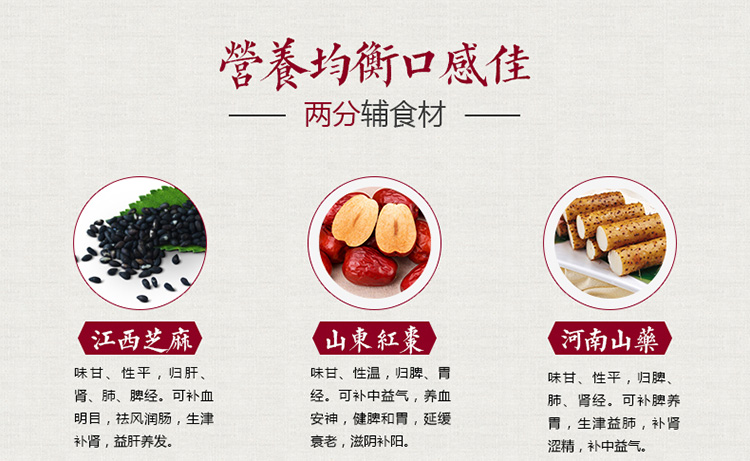 營養均衡口感佳
两分辅食材
江西芝麻
味甘、性平，归肝、
肾、肺、脾经。可补血
明目，祛风润肠，生津
补肾，益肝养发。
山東紅棗
味甘、性温，归脾、胃
经。可补中益气，养血
安神，健脾和胃，延缓
衰老，滋阴补阳。
河南山藥
味甘、性平，归脾、
肺、肾经。可补脾养
胃，生津益肺，补肾
涩精，补中益气。